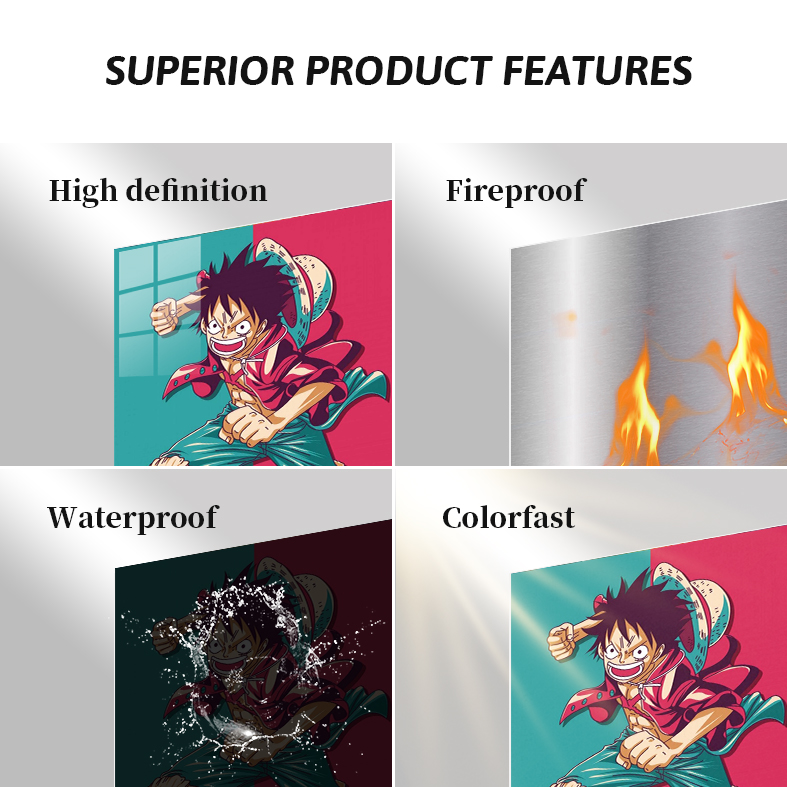 SUPERIOR PRODUCT FEATURES
High definition
Fireproof
Waterproof
Colorfast